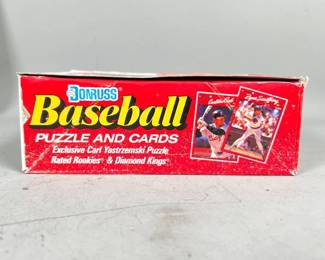 DONRUSS
Baseball
PUZZLE AND CARDS
Exclusive Carl Yastrzemski Puzzle
Rated Rookies & Diamond Kings